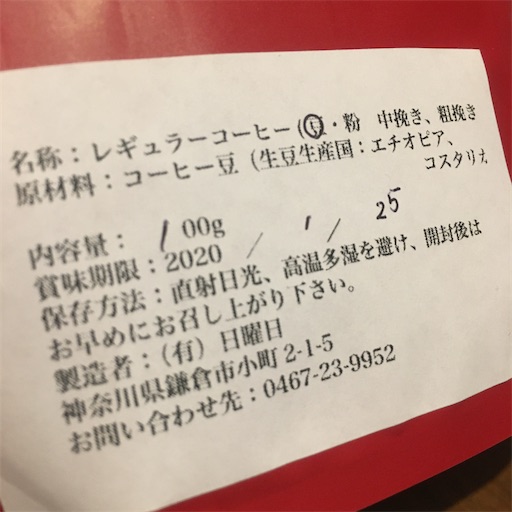 名称：レギュラーコーヒー（豆・粉　中挽き、粗挽き
原材料：コーヒー豆（生豆生産国：エチオピア、
コスタリカ
内容量：100g
賞味期限：2020 / 1 / 25
保存方法：直射日光、高温多湿を避け、開封後は
お早めにお召し上がり下さい。
製造者：（有）日曜日
神奈川県鎌倉市小町 2-1-5
お問い合わせ先：0467-23-9952